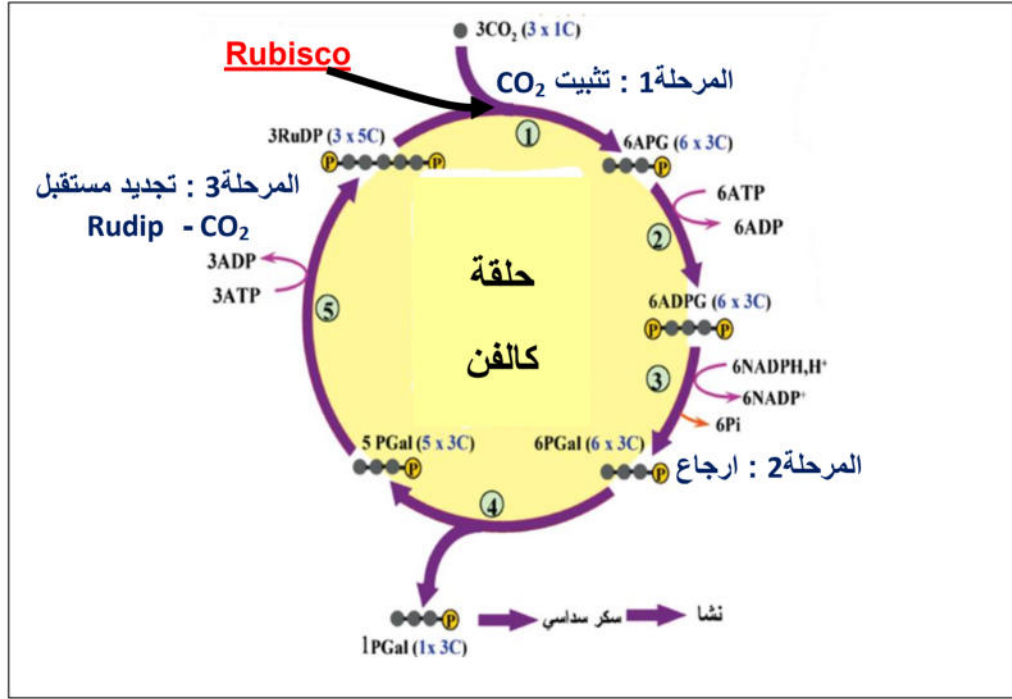 3CO₂ (3 x 1C)
Rubisco
المرحلة1 : تثبيت CO₂
1
3RuDP (3 x 5C)
6APG (6 x 3C)
P
P
P
المرحلة3 : تجديد مستقبل
Rudip - CO₂
6ATP
6ADP
2
3ADP
3ATP
5
حلقة
كالفن
6ADPG (6 x 3C)
P
P
3
6NADPH,H⁺
6NADP⁺
6Pi
5 PGal (5 x 3C)
6PGal (6 x 3C)
P
P
المرحلة2 : ارجاع
4
P
سكر سداسي
نشا
1PGal (1x 3C)